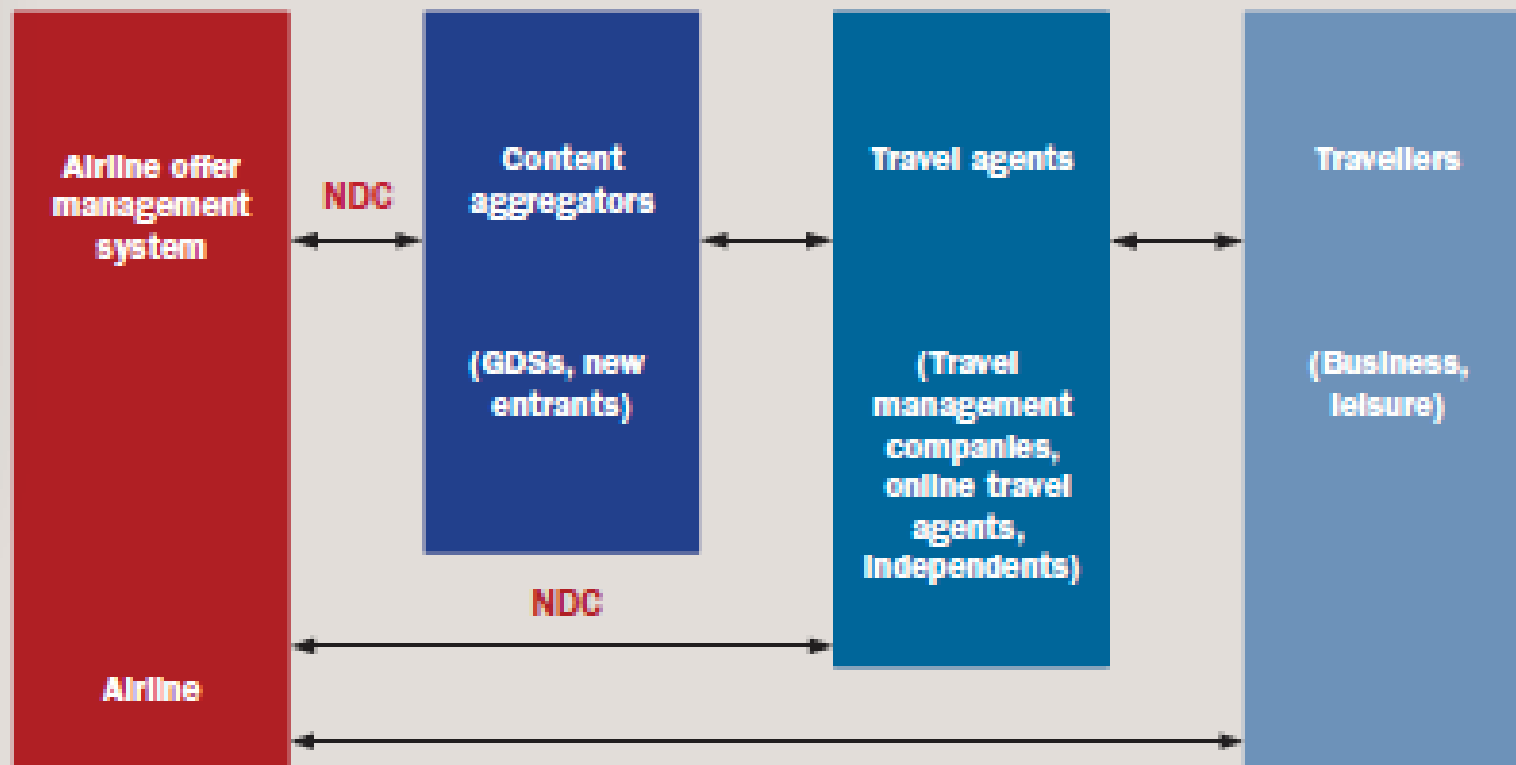 Airline offer
management
system
NDC
Content
aggregators
Travel agents
Travellers
(GDSs, new
entrants)
(Travel
management
companies,
online travel
agents,
independents)
(Business,
leisure)
NDC
Airline